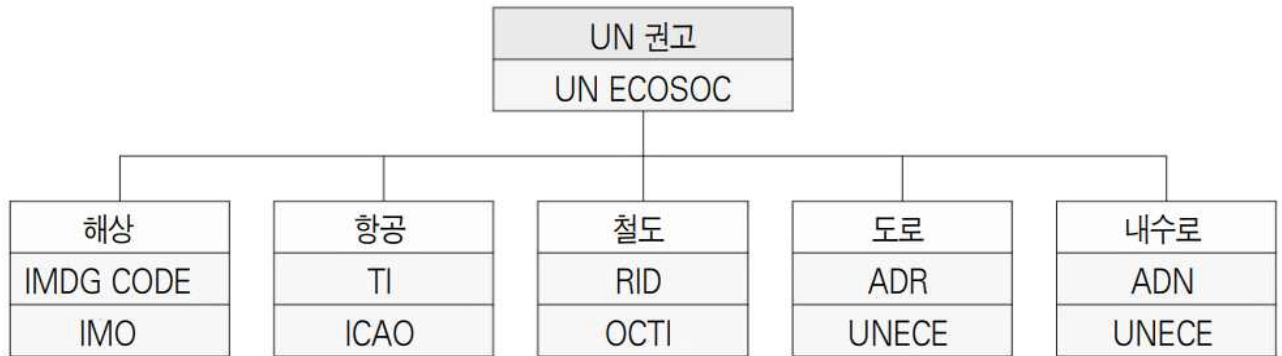 UN 권고
UN ECOSOC
해상
IMDG CODE
IMO
항공
TI
ICAO
철도
RID
OCTI
도로
ADR
UNECE
내수로
ADN
UNECE